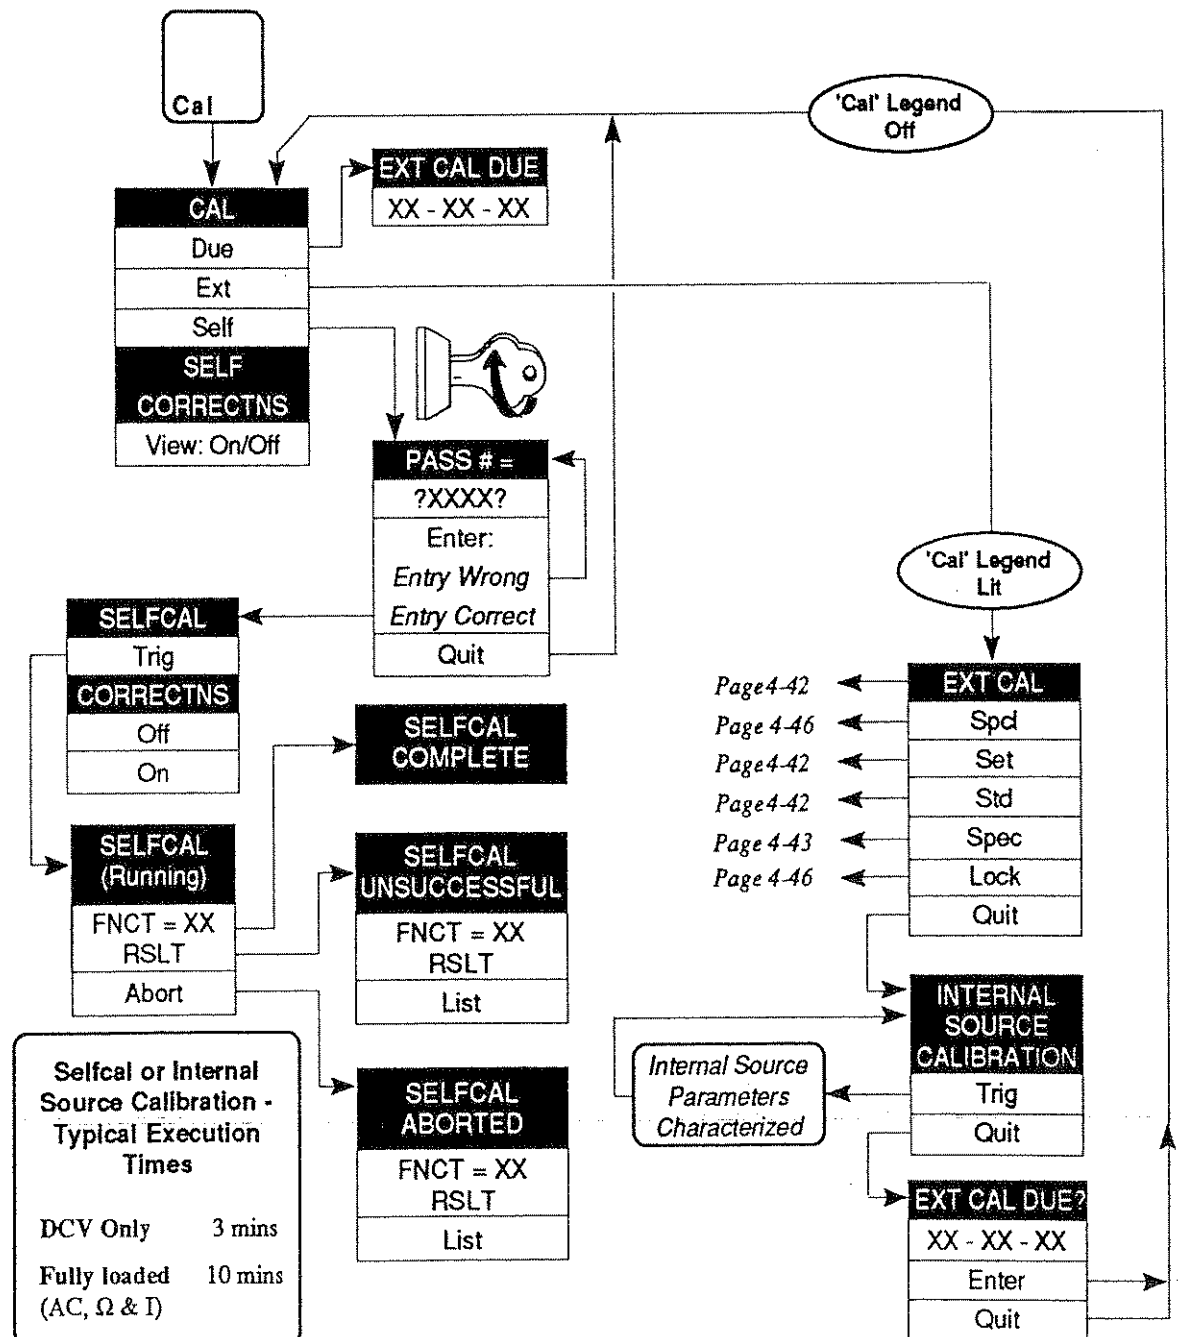 Cal
'Cal' Legend
Off
EXT CAL DUE
XX - XX - XX
CAL
Due
Ext
Self
SELF
CORRECTNS
View: On/Off
PASS # =
?XXXX?
Enter:
Entry Wrong
Entry Correct
Quit
'Cal' Legend
Lit
SELFCAL
Trig
CORRECTNS
Off
On
SELFCAL
COMPLETE
Page 4-42
Page 4-46
Page 4-42
Page 4-42
Page 4-43
Page 4-46
EXT CAL
Spcl
Set
Std
Spec
Lock
Quit
SELFCAL
(Running)
FNCT = XX
RSLT
Abort
SELFCAL
UNSUCCESSFUL
FNCT = XX
RSLT
List
INTERNAL
SOURCE
CALIBRATION
Trig
Quit
Internal Source
Parameters
Characterized
Selfcal or Internal
Source Calibration -
Typical Execution
Times
DCV Only 3 mins
Fully loaded 10 mins
(AC, Ω & I)
SELFCAL
ABORTED
FNCT = XX
RSLT
List
EXT CAL DUE?
XX - XX - XX
Enter
Quit